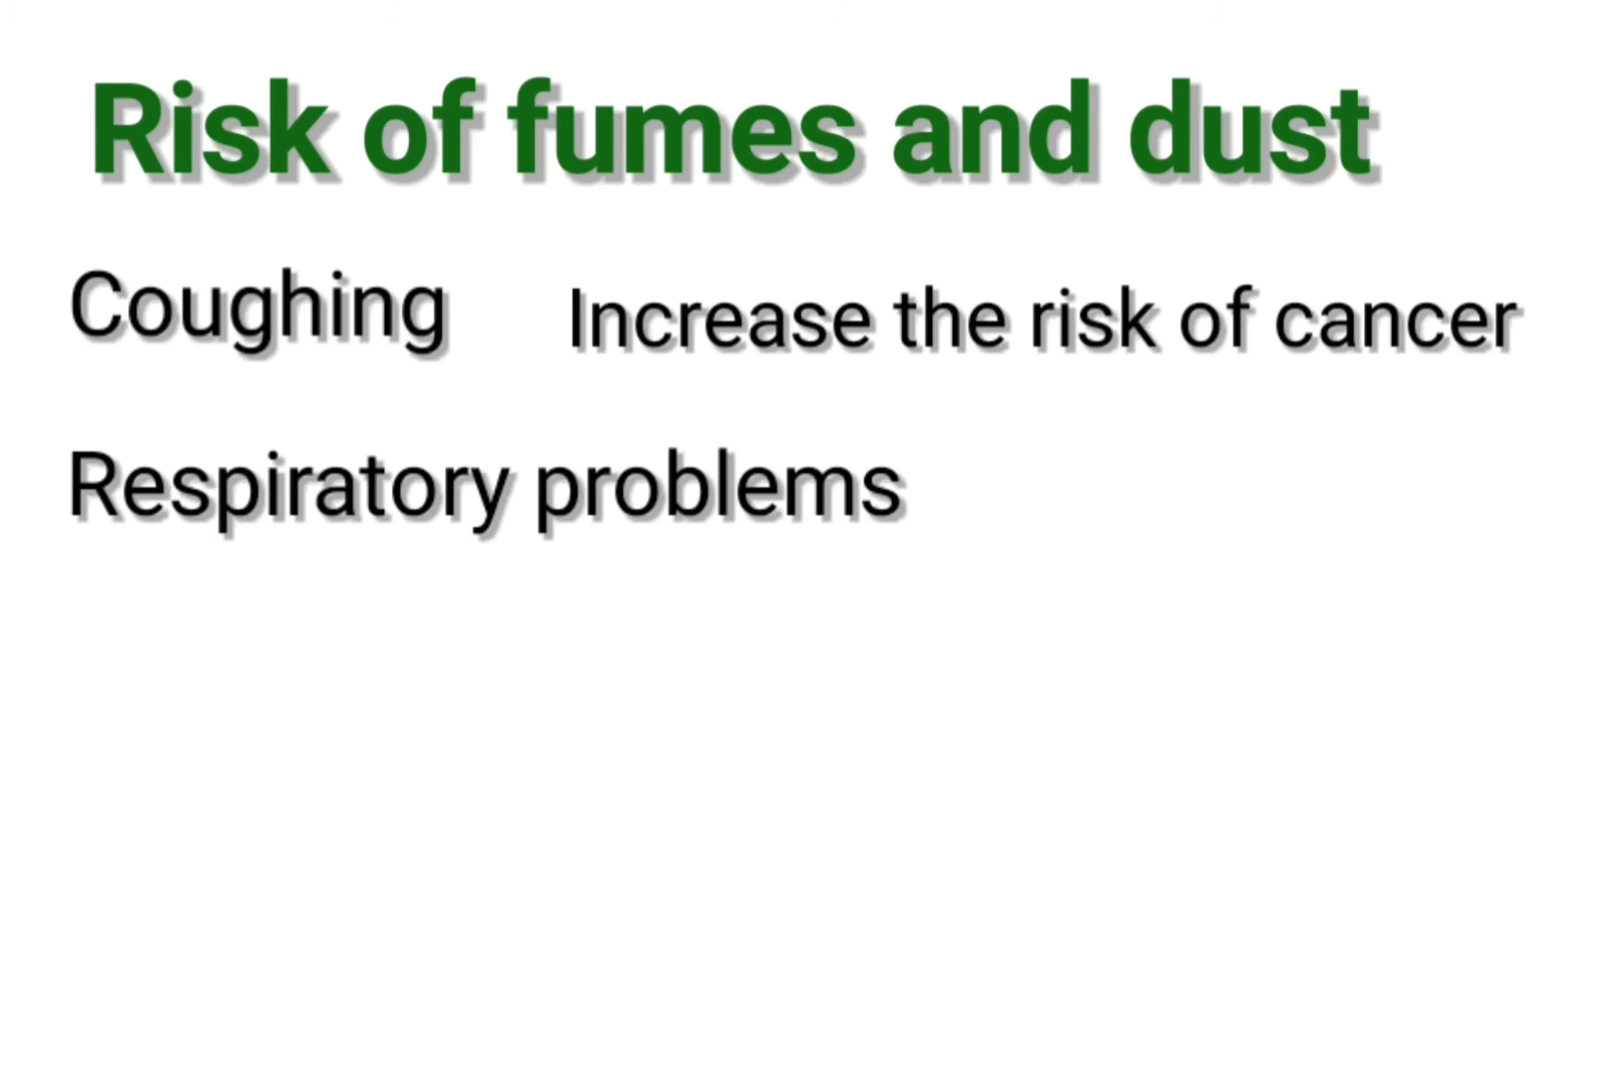 Risk of fumes and dust
Coughing
Increase the risk of cancer
Respiratory problems